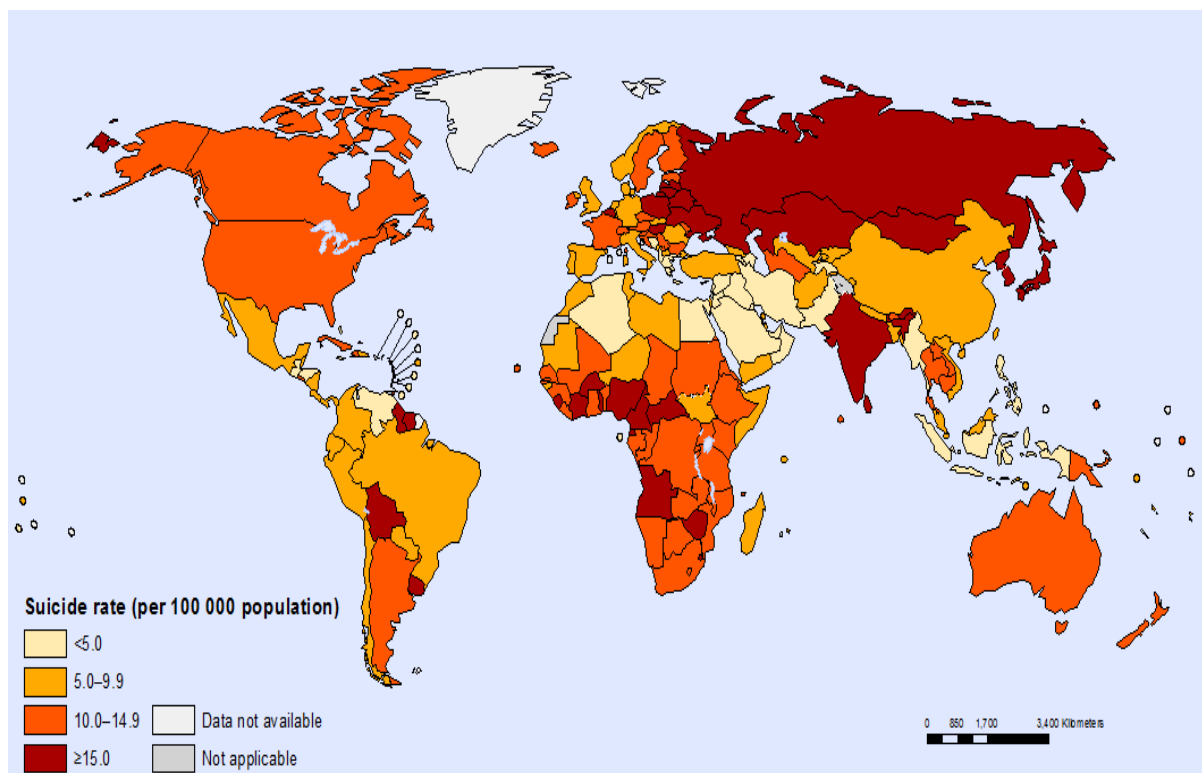 Suicide rate (per 100 000 population)
<5.0
5.0–9.9
10.0–14.9
≥15.0
Data not available
Not applicable
0 850 1,700 3,400 Kilometers